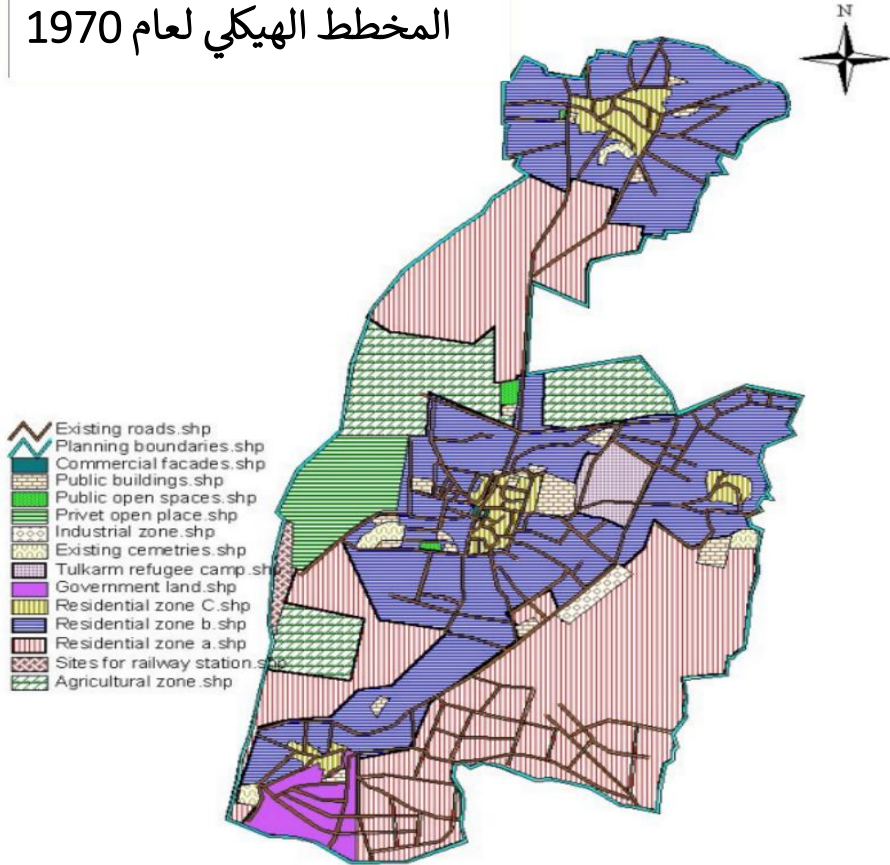 المخطط الهيكلي لعام 1970
N
Existing roads.shp
Planning boundaries.shp
Commercial facades.shp
Public buildings.shp
Public open spaces.shp
Privet open place.shp
Industrial zone.shp
Existing cemetries.shp
Tulkarm refugee camp.shp
Government land.shp
Residential zone C.shp
Residential zone b.shp
Residential zone a.shp
Sites for railway station.shp
Agricultural zone.shp